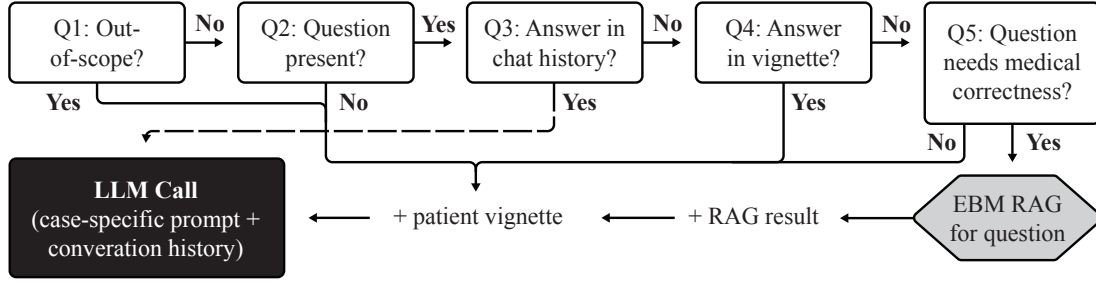 Q1: Out-
of-scope?
No
Q2: Question
present?
Yes
Q3: Answer in
chat history?
No
Q4: Answer
in vignette?
No
Q5: Question
needs medical
correctness?
Yes
No
Yes
Yes
No
Yes
LLM Call
(case-specific prompt +
converation history)
+ patient vignette
+ RAG result
EBM RAG
for question